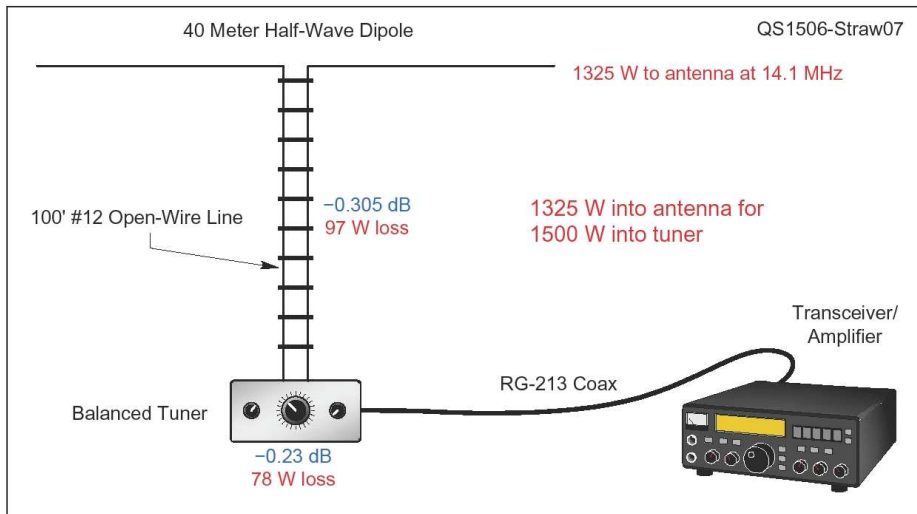 40 Meter Half-Wave Dipole
QS1506-Straw07
1325 W to antenna at 14.1 MHz
100' #12 Open-Wire Line
−0.305 dB
97 W loss
1325 W into antenna for
1500 W into tuner
Transceiver/
Amplifier
RG-213 Coax
Balanced Tuner
−0.23 dB
78 W loss